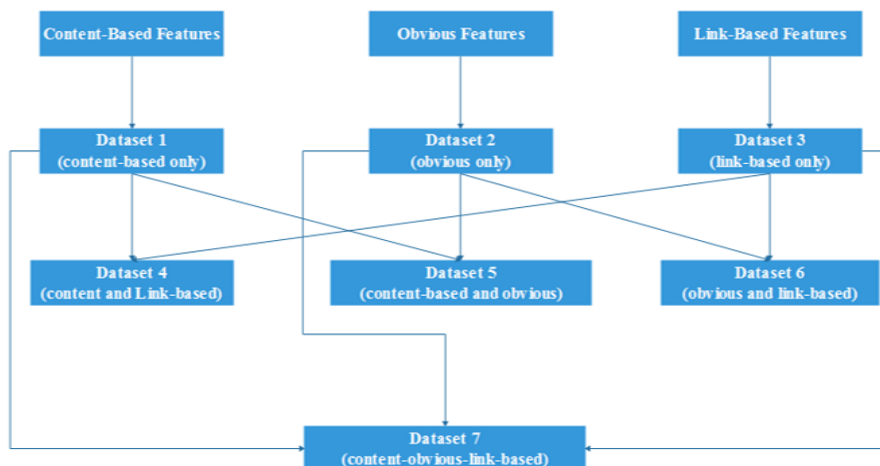 Content-Based Features
Obvious Features
Link-Based Features
Dataset 1
(content-based only)
Dataset 2
(obvious only)
Dataset 3
(link-based only)
Dataset 4
(content and Link-based)
Dataset 5
(content-based and obvious)
Dataset 6
(obvious and link-based)
Dataset 7
(content-obvious-link-based)